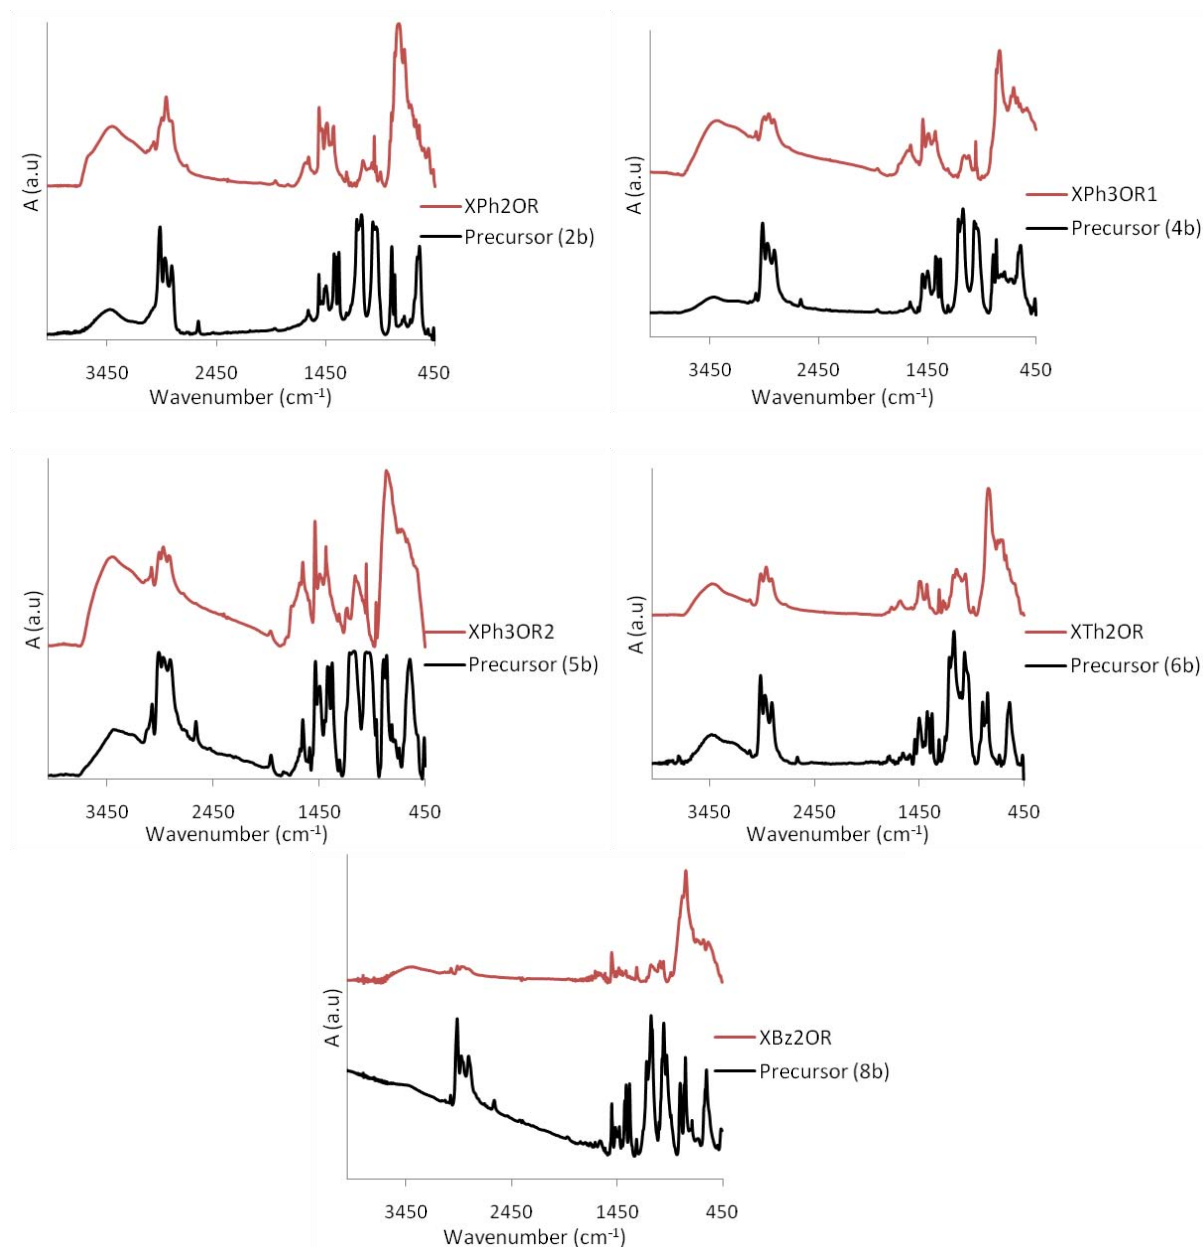 A (a.u)
XPh2OR
Precursor (2b)
3450 2450 1450 450
Wavenumber (cm-1)
A (a.u)
XPh3OR1
Precursor (4b)
3450 2450 1450 450
Wavenumber (cm-1)
A (a.u)
XPh3OR2
Precursor (5b)
3450 2450 1450 450
Wavenumber (cm-1)
A (a.u)
XTh2OR
Precursor (6b)
3450 2450 1450 450
Wavenumber (cm-1)
A (a.u)
XBz2OR
Precursor (8b)
3450 2450 1450 450
Wavenumber (cm-1)